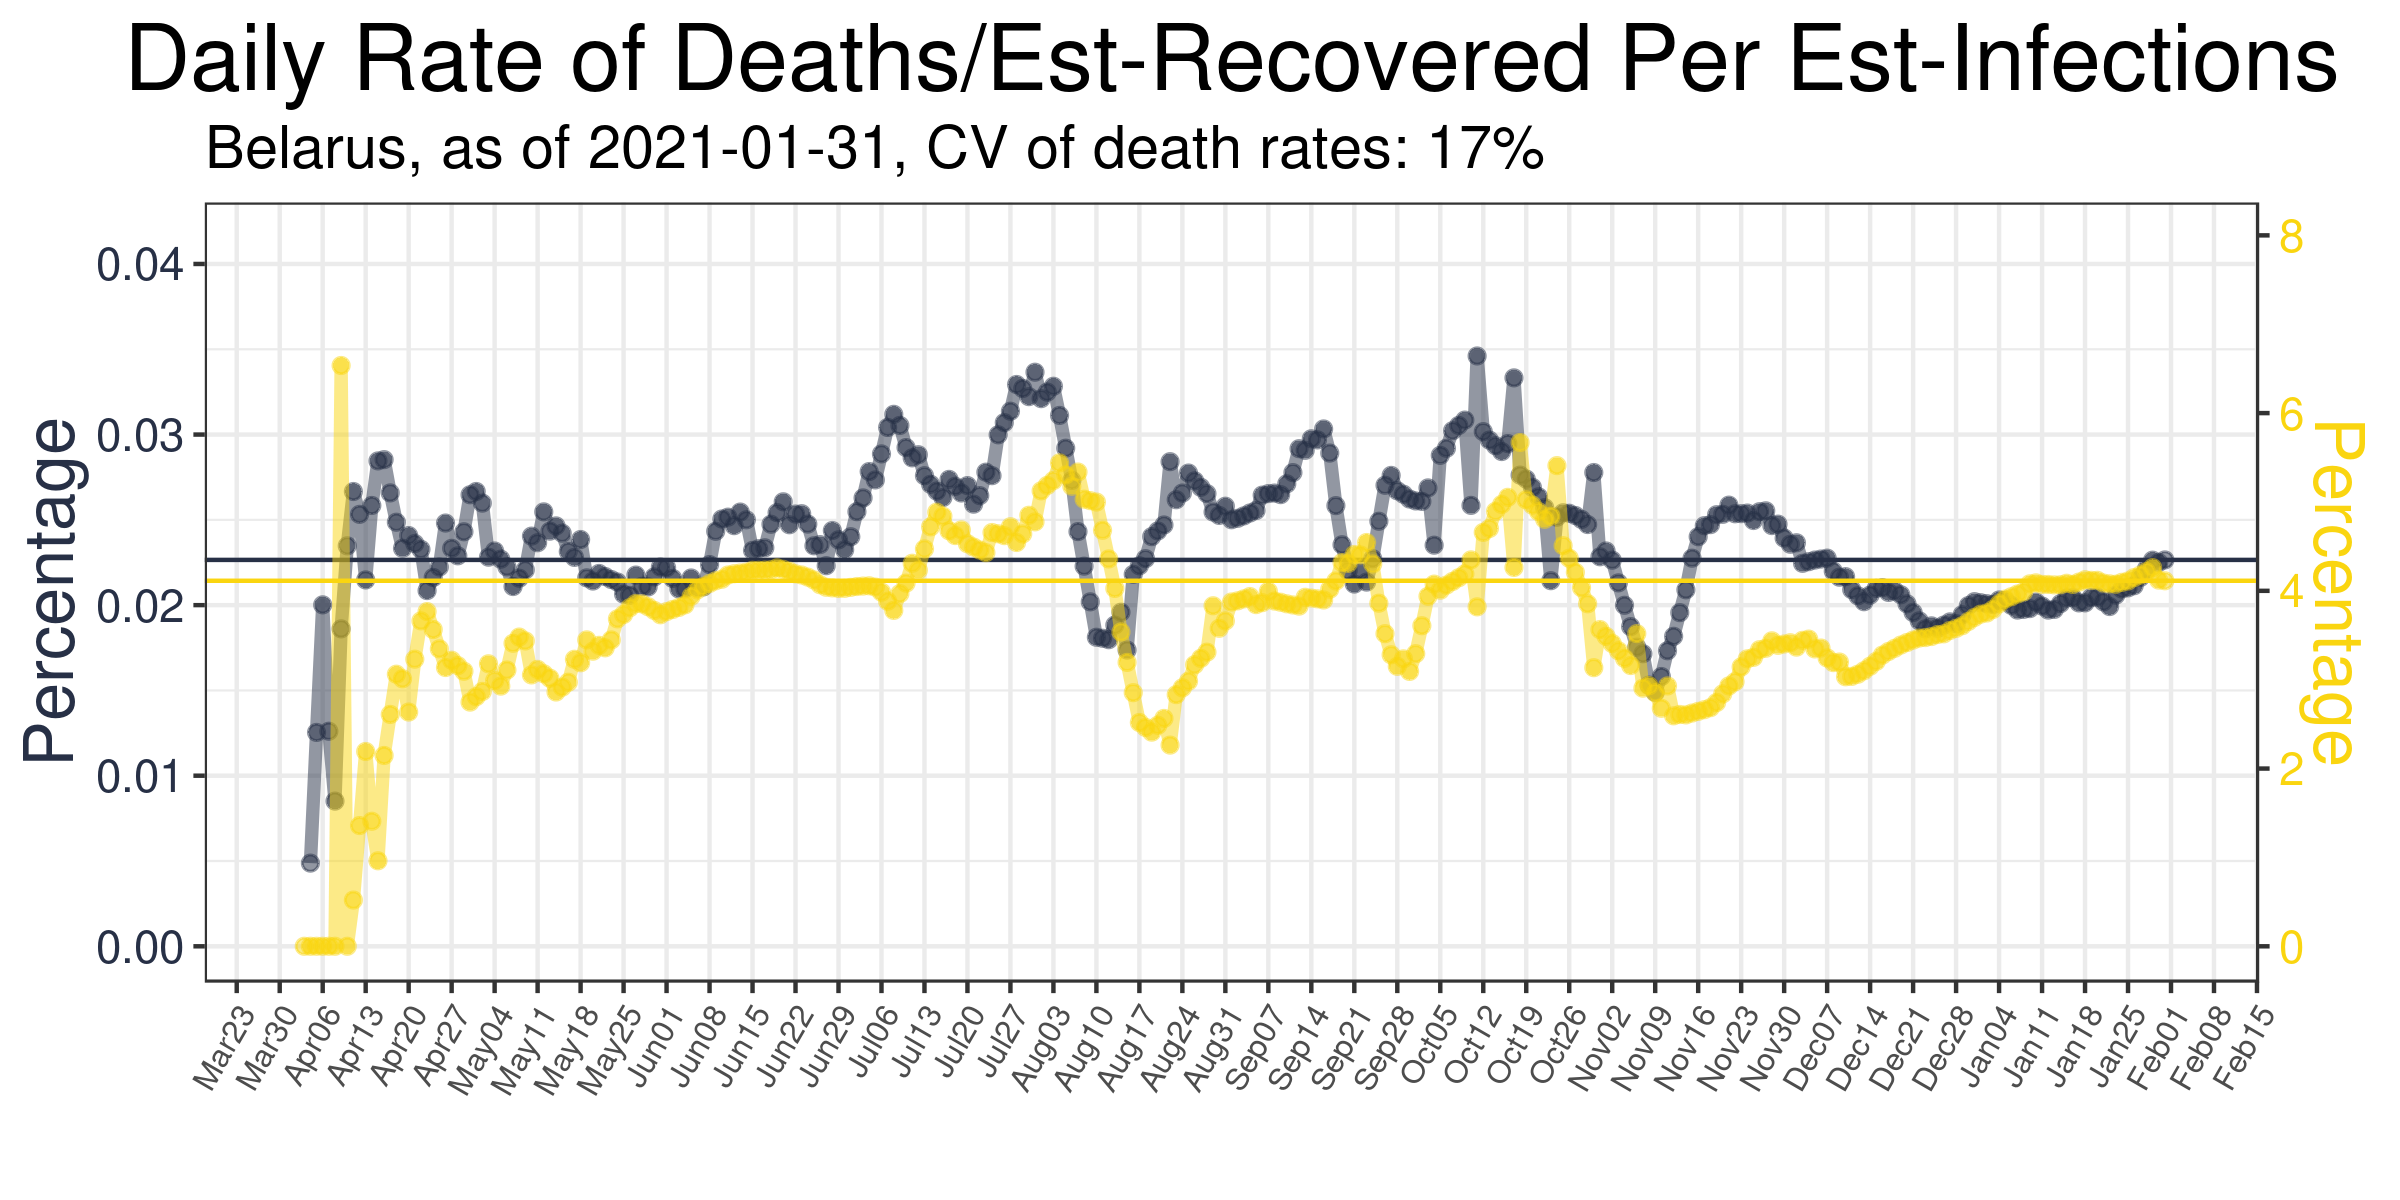 Daily Rate of Deaths/Est-Recovered Per Est-Infections
Belarus, as of 2021-01-31, CV of death rates: 17%
Percentage
0.04
0.03
0.02
0.01
0.00
8
6
4
2
0
Percentage
Mar23
Mar30
Apr06
Apr13
Apr20
Apr27
May04
May11
May18
May25
Jun01
Jun08
Jun15
Jun22
Jun29
Jul06
Jul13
Jul20
Jul27
Aug03
Aug10
Aug17
Aug24
Aug31
Sep07
Sep14
Sep21
Sep28
Oct05
Oct12
Oct19
Oct26
Nov02
Nov09
Nov16
Nov23
Nov30
Dec07
Dec14
Dec21
Dec28
Jan04
Jan11
Jan18
Jan25
Feb01
Feb08
Feb15